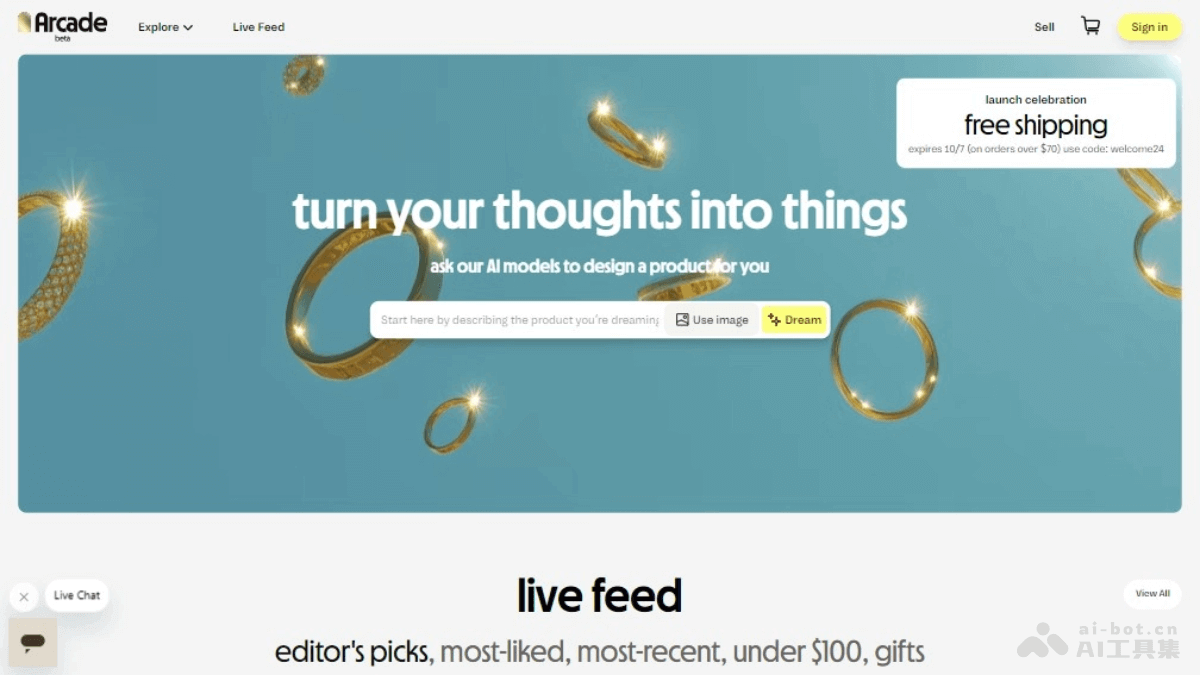 Arcade
beta
Explore
Live Feed
Sell
Sign in
launch celebration
free shipping
expires 10/7 (on orders over $70) use code: welcome24
turn your thoughts into things
ask our AI models to design a product for you
Start here by describing the product you're dreaming
Use image
Dream
live feed
View All
editor's picks, most-liked, most-recent, under $100, gifts
Live Chat
ai-bot.cn
AI工具集